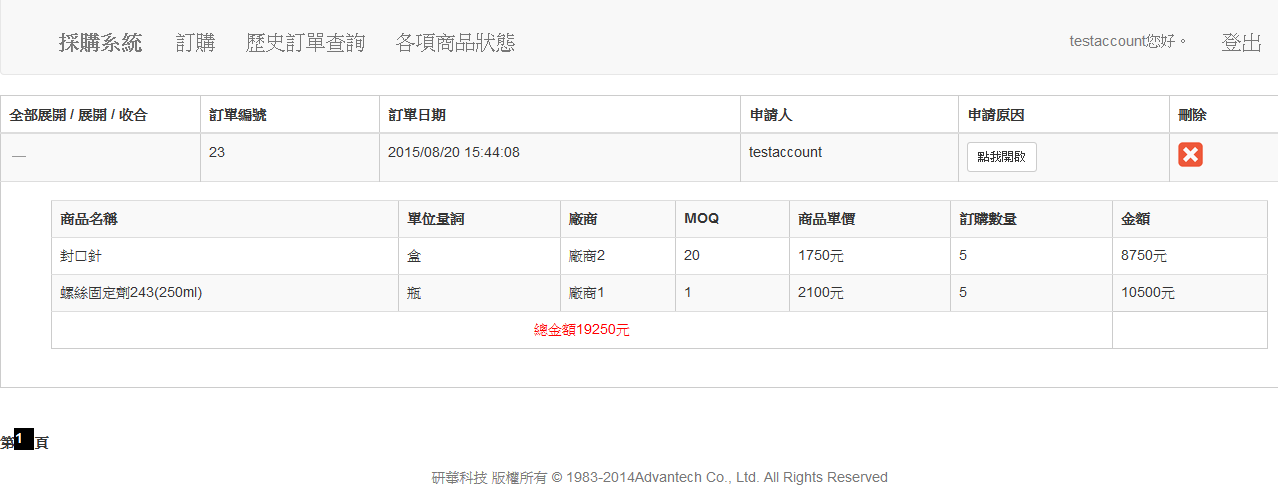 採購系統 訂購 歷史訂單查詢 各項商品狀態 testaccount您好。 登出
全部展開 / 展開 / 收合 訂單編號 訂單日期 申請人 申請原因 刪除
23 2015/08/20 15:44:08 testaccount 點我開啟
商品名稱 單位量詞 廠商 MOQ 商品單價 訂購數量 金額
封口針 盒 廠商2 20 1750元 5 8750元
螺絲固定劑243(250ml) 瓶 廠商1 1 2100元 5 10500元
總金額19250元
第1頁
研華科技 版權所有 © 1983-2014Advantech Co., Ltd. All Rights Reserved